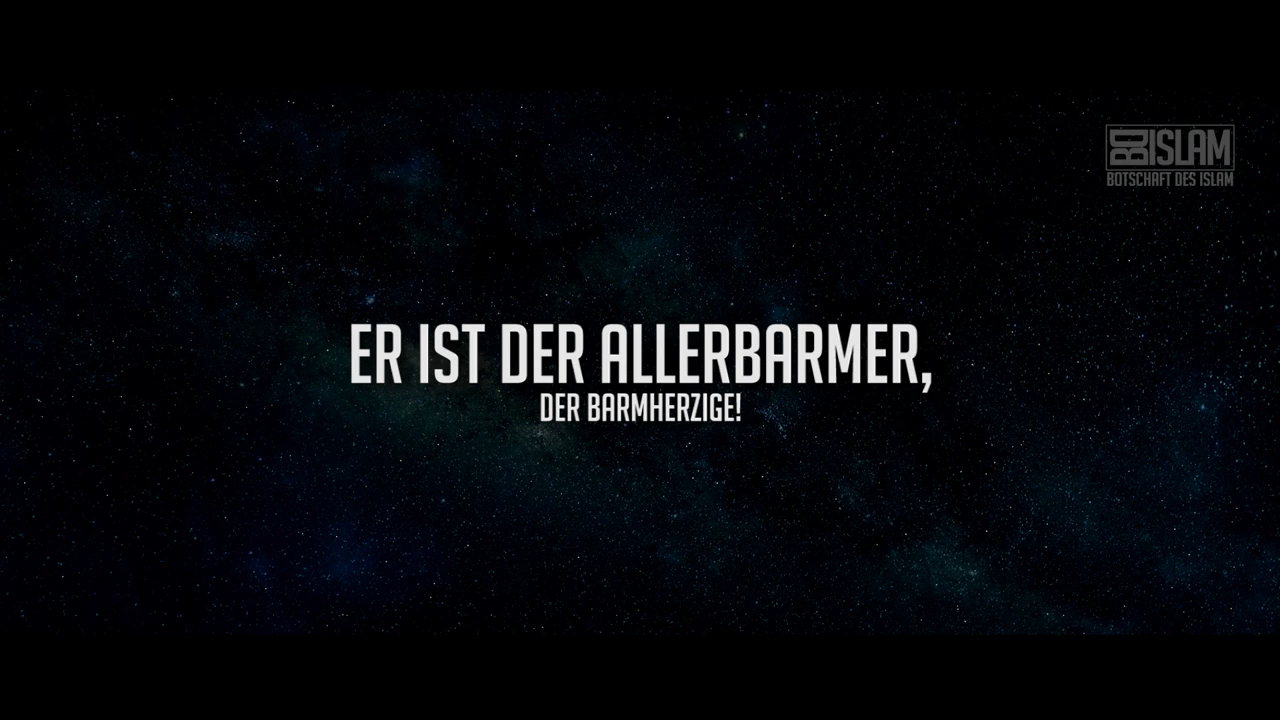 BDISLAM
BOTSCHAFT DES ISLAM
ER IST DER ALLERBARMER,
DER BARMHERZIGE!